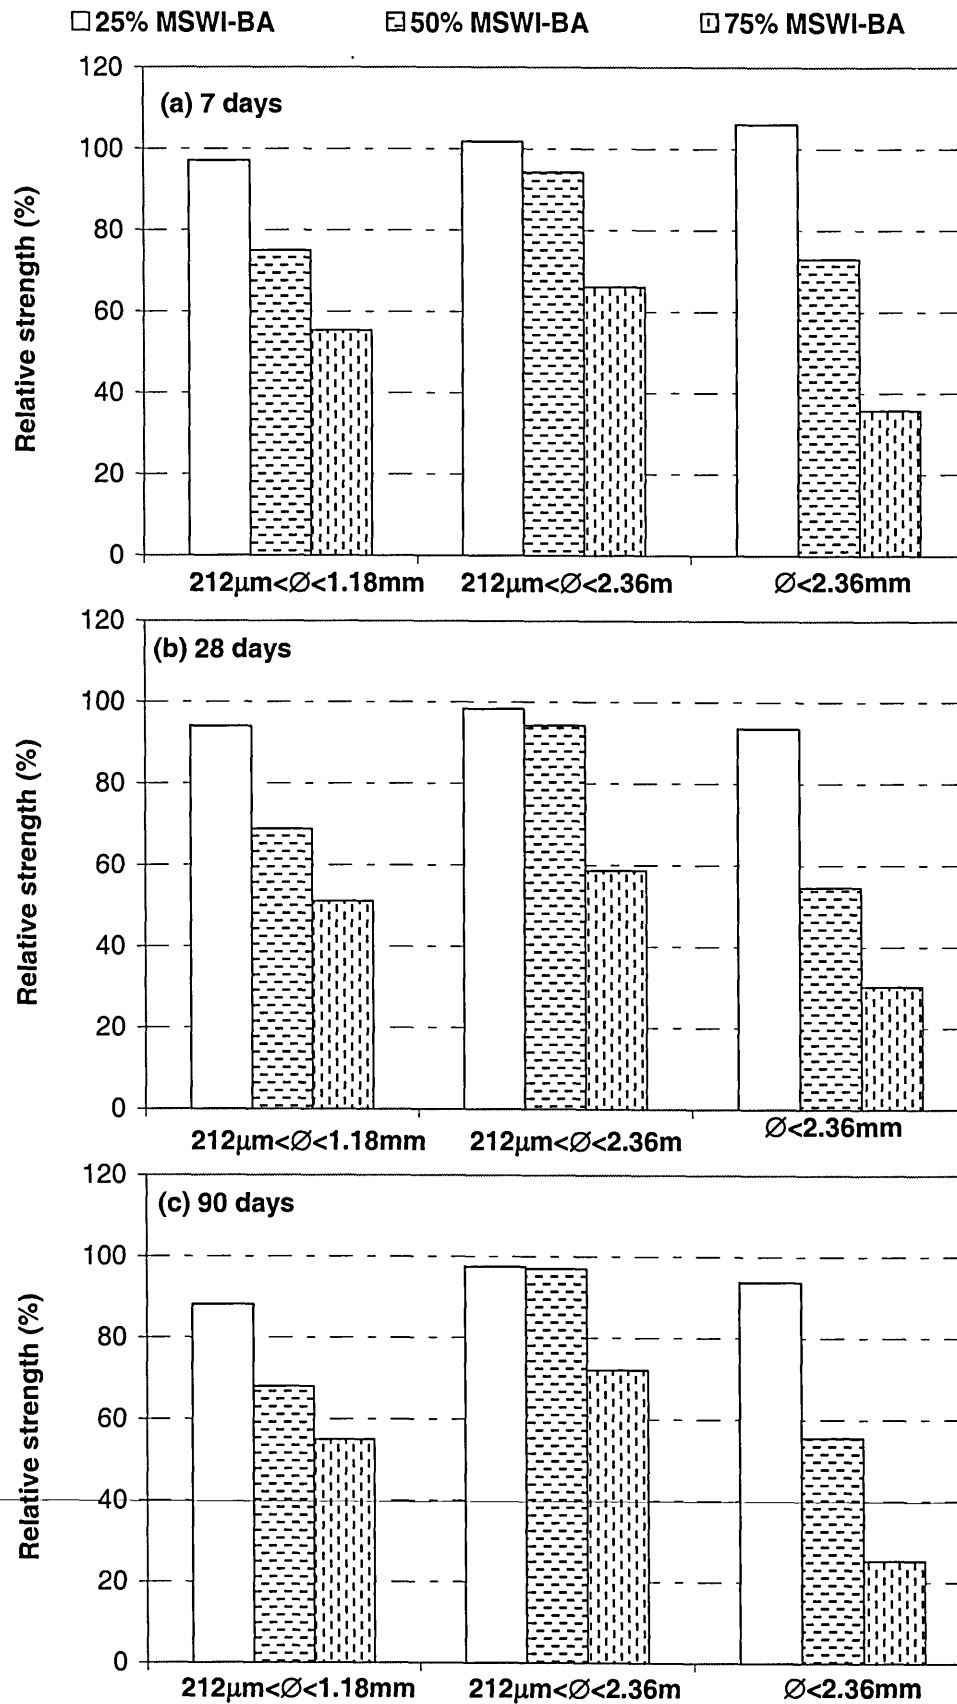 25% MSWI-BA 50% MSWI-BA 75% MSWI-BA
120
(a) 7 days
100
80
60
40
20
0
Relative strength (%)
212µm<Ø<1.18mm 212µm<Ø<2.36m Ø<2.36mm
120
(b) 28 days
100
80
60
40
20
0
Relative strength (%)
212µm<Ø<1.18mm 212µm<Ø<2.36m Ø<2.36mm
120
(c) 90 days
100
80
60
40
20
0
Relative strength (%)
212µm<Ø<1.18mm 212µm<Ø<2.36m Ø<2.36mm